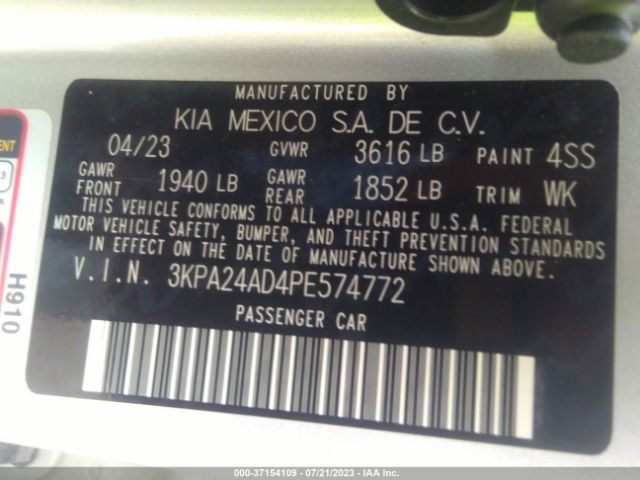 MANUFACTURED BY
KIA MEXICO S.A. DE C.V.
04/23 GVWR 3616 LB PAINT 4SS
GAWR FRONT 1940 LB GAWR REAR 1852 LB TRIM WK
THIS VEHICLE CONFORMS TO ALL APPLICABLE U.S.A. FEDERAL
MOTOR VEHICLE SAFETY, BUMPER, AND THEFT PREVENTION STANDARDS
IN EFFECT ON THE DATE OF MANUFACTURE SHOWN ABOVE.
V.I.N. 3KPA24AD4PE574772
PASSENGER CAR
H910
000-37154109 | 07/21/2023 | IAA Inc.